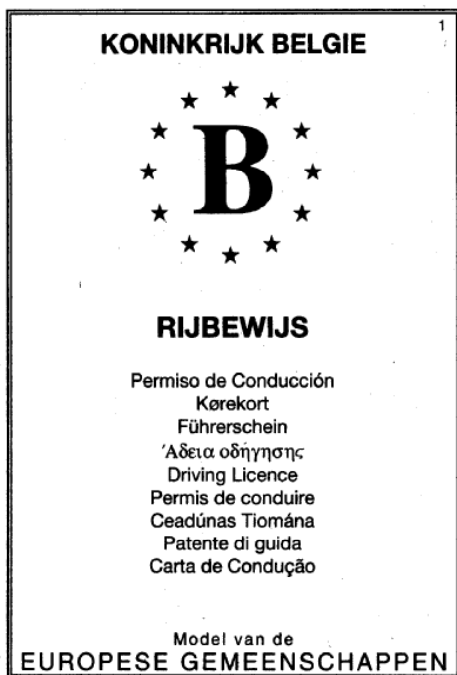 1
KONINKRIJK BELGIE
B
RIJBEWIJS
Permiso de Conducción
Kørekort
Führerschein
Άδεια οδήγησης
Driving Licence
Permis de conduire
Ceadúnas Tiomána
Patente di guida
Carta de Condução
Model van de
EUROPESE GEMEENSCHAPPEN